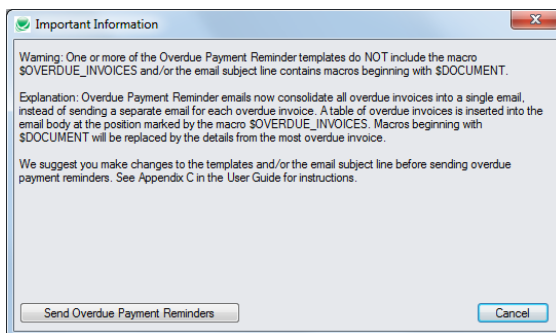 Important Information
Warning: One or more of the Overdue Payment Reminder templates do NOT include the macro
$OVERDUE_INVOICES and/or the email subject line contains macros beginning with $DOCUMENT.
Explanation: Overdue Payment Reminder emails now consolidate all overdue invoices into a single email,
instead of sending a separate email for each overdue invoice. A table of overdue invoices is inserted into the
email body at the position marked by the macro $OVERDUE_INVOICES. Macros beginning with
$DOCUMENT will be replaced by the details from the most overdue invoice.
We suggest you make changes to the templates and/or the email subject line before sending overdue
payment reminders. See Appendix C in the User Guide for instructions.
Send Overdue Payment Reminders
Cancel